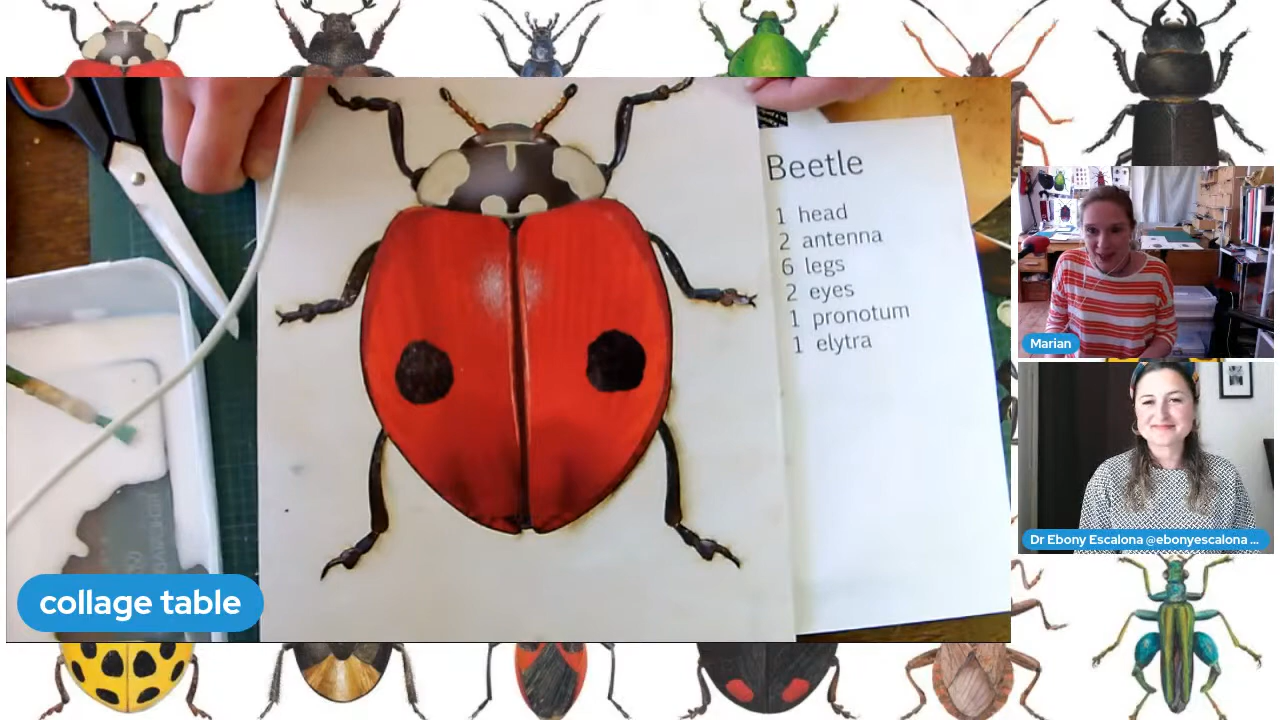 Beetle
1 head
2 antenna
6 legs
2 eyes
1 pronotum
1 elytra
Marian
Dr Ebony Escalona @ebonyescalona ...
collage table